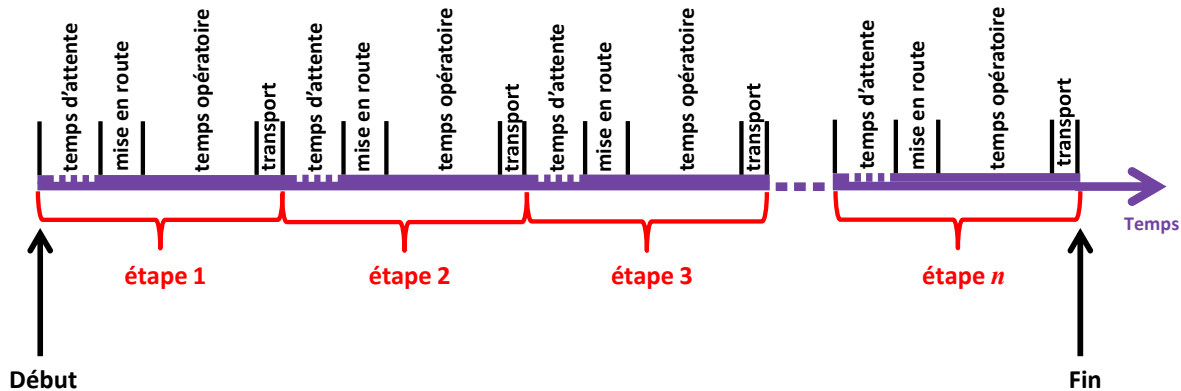 temps d'attente
mise en route
temps opératoire
transport
temps d'attente
mise en route
temps opératoire
transport
temps d'attente
mise en route
temps opératoire
transport
temps d'attente
mise en route
temps opératoire
transport
Temps
étape 1
étape 2
étape 3
étape n
Début
Fin